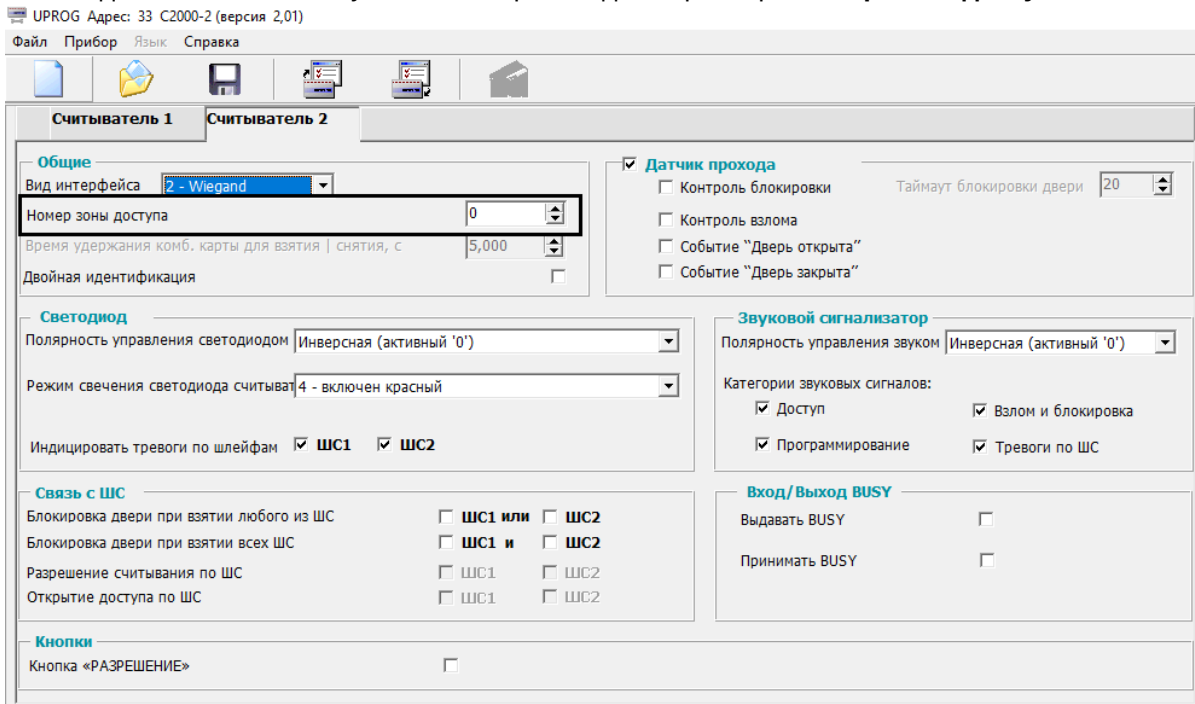 UPROG Адрес: 33 С2000-2 (версия 2,01)
Файл Прибор Язык Справка
Считыватель 1 Считыватель 2
Общие
Вид интерфейса 2 - Wiegand
Номер зоны доступа 0
Время удержания комб. карты для взятия | снятия, с 5,000
Двойная идентификация
Датчик прохода
Контроль блокировки Таймаут блокировки двери 20
Контроль взлома
Событие "Дверь открыта"
Событие "Дверь закрыта"
Светодиод
Полярность управления светодиодом Инверсная (активный '0')
Режим свечения светодиода считыват 4 - включен красный
Индицировать тревоги по шлейфам ШС1 ШС2
Звуковой сигнализатор
Полярность управления звуком Инверсная (активный '0')
Категории звуковых сигналов:
Доступ Взлом и блокировка
Программирование Тревоги по ШС
Связь с ШС
Блокировка двери при взятии любого из ШС ШС1 или ШС2
Блокировка двери при взятии всех ШС ШС1 и ШС2
Разрешение считывания по ШС ШС1 ШС2
Открытие доступа по ШС ШС1 ШС2
Вход/Выход BUSY
Выдавать BUSY
Принимать BUSY
Кнопки
Кнопка «РАЗРЕШЕНИЕ»